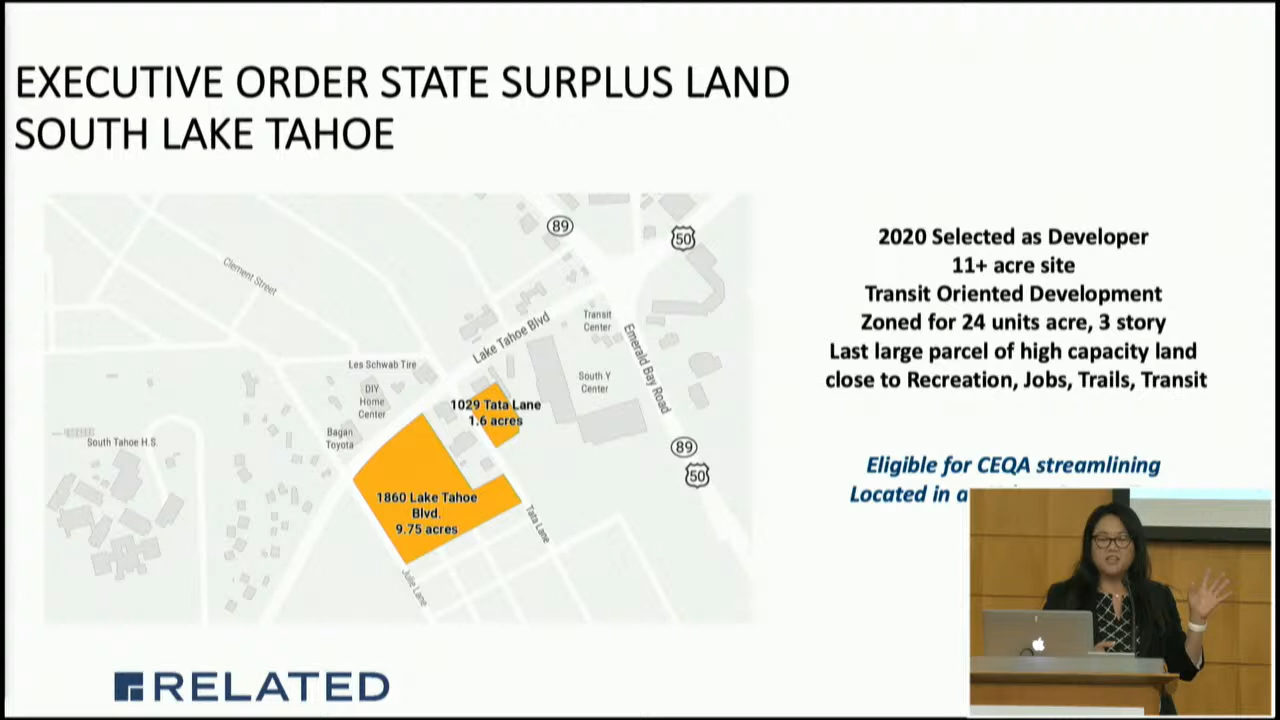 EXECUTIVE ORDER STATE SURPLUS LAND
SOUTH LAKE TAHOE
89
50
Clement Street
Lake Tahoe Blvd
Transit
Center
Emerald Bay Road
Les Schwab Tire
DIY
Home
Center
South Y
Center
1029 Tata Lane
1.6 acres
Bagan
Toyota
South Tahoe H.S.
89
50
1860 Lake Tahoe
Blvd.
9.75 acres
Tata Lane
Julie Lane
2020 Selected as Developer
11+ acre site
Transit Oriented Development
Zoned for 24 units acre, 3 story
Last large parcel of high capacity land
close to Recreation, Jobs, Trails, Transit
Eligible for CEQA streamlining
Located in a
RELATED